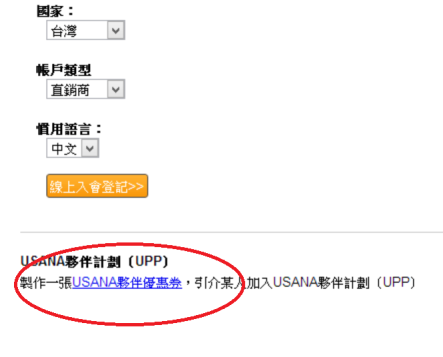 國家：
台灣
帳戶類型
直銷商
慣用語言：
中文
線上入會登記>>
USANA夥伴計劃（UPP）
製作一張USANA夥伴優惠券，引介某人加入USANA夥伴計劃（UPP）